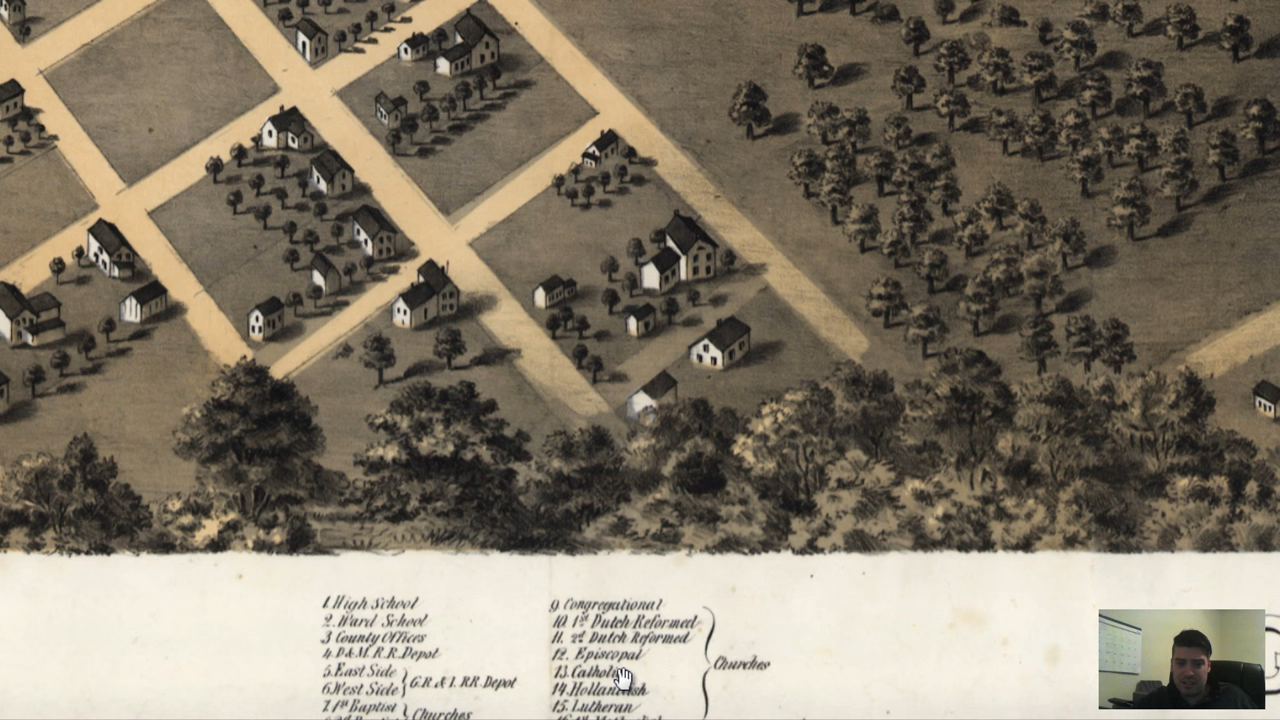 1. High School
2. Ward School
3 County Offices
4. D & M. R.R. Depot
5. East Side
6. West Side
G.R. & I. RR Depot
7. 1st Baptist
Churches
9. Congregational
10. 1st Dutch Reformed
11. 2d Dutch Reformed
12. Episcopal
13. Catholic
14. Hollandish
15. Lutheran
Churches